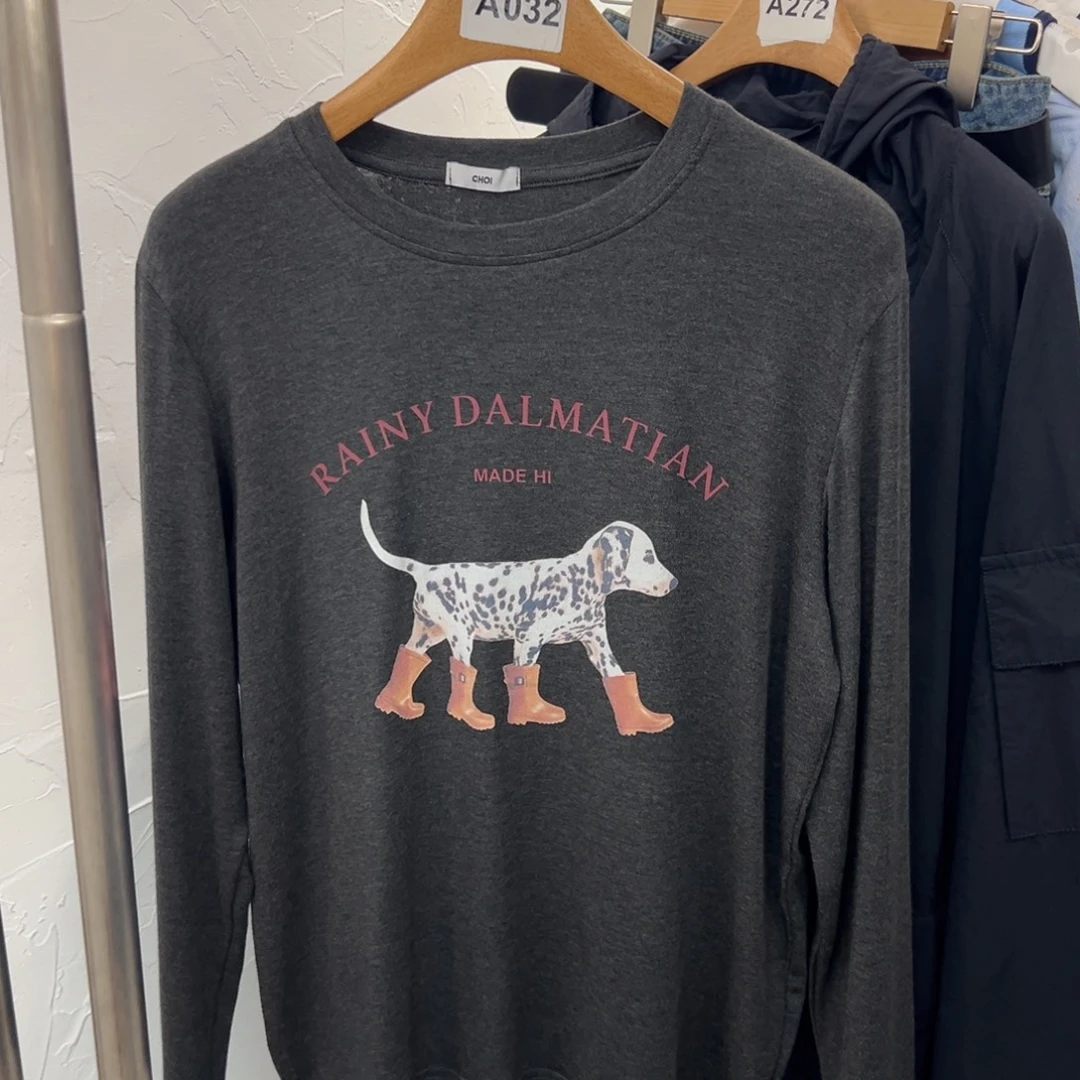 A032
A272
CHOI
RAINY DALMATIAN
MADE HI